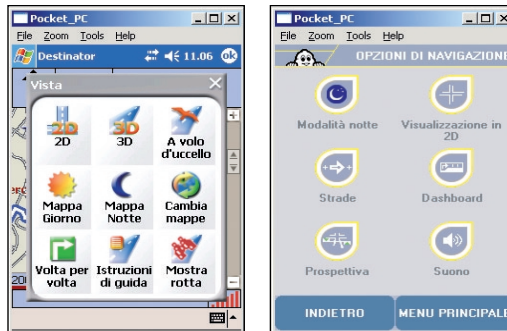 Pocket_PC
File Zoom Tools Help
Destinator 11.06 ok
Vista
2D 3D A volo
d'uccello
Mappa Mappa Cambia
Giorno Notte mappe
Volta per Istruzioni Mostra
volta di guida rotta
Pocket_PC
File Zoom Tools Help
OPZIONI DI NAVIGAZIONE
Modalità notte Visualizzazione in
2D
Strade Dashboard
Prospettiva Suono
INDIETRO MENU PRINCIPALE